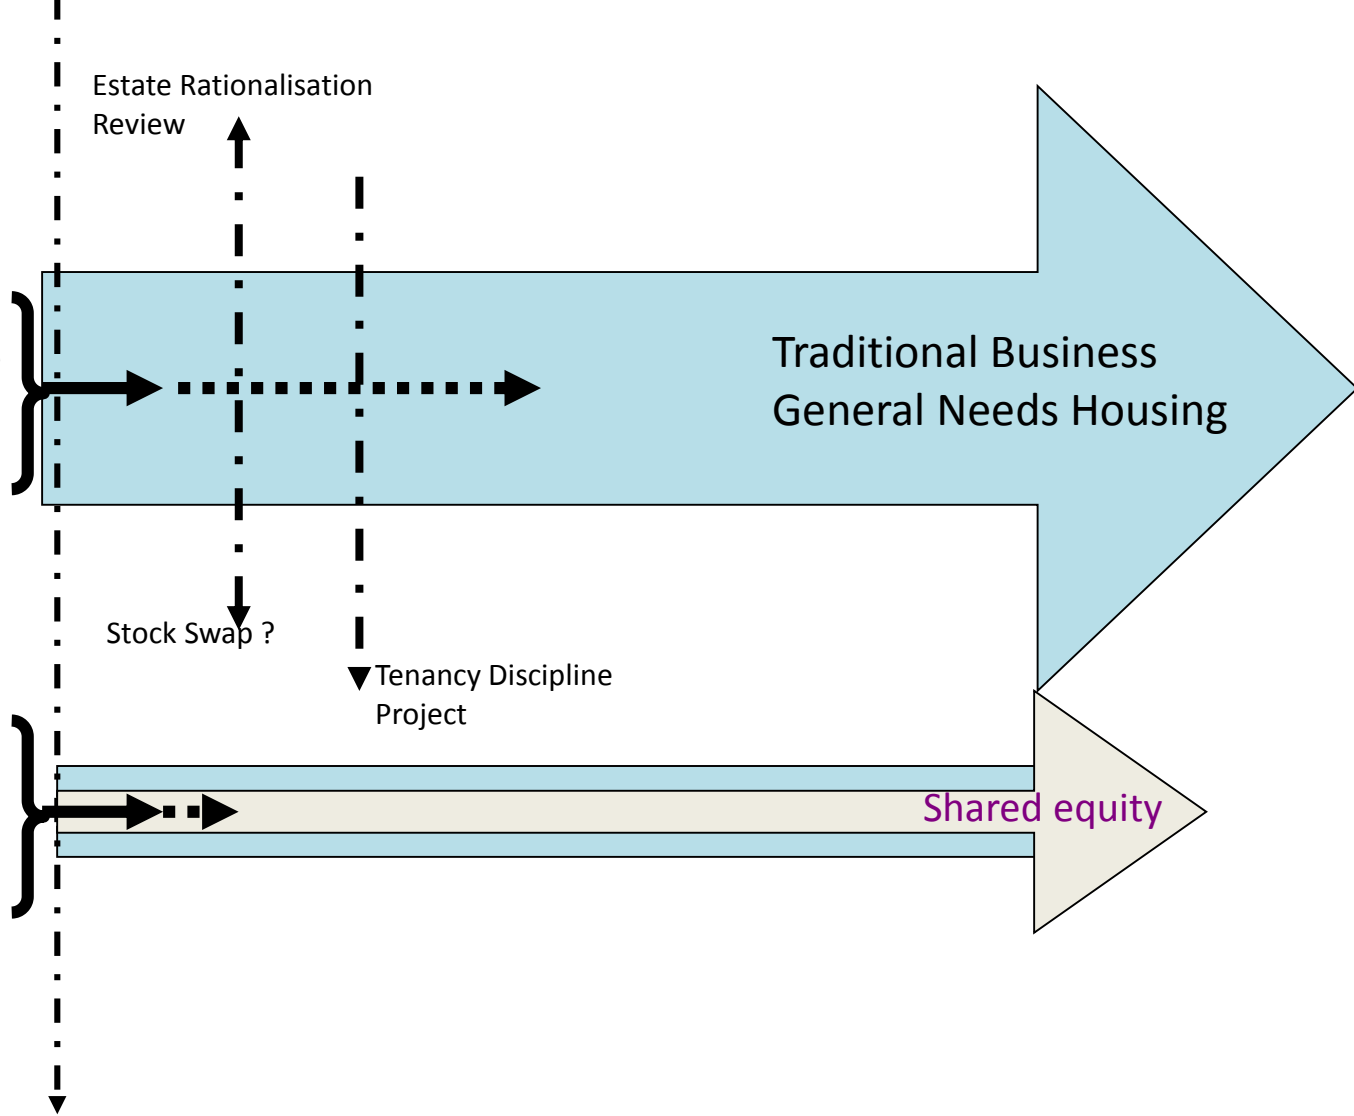 Estate Rationalisation
Review
Traditional Business
General Needs Housing
Stock Swap ?
Tenancy Discipline
Project
Shared equity